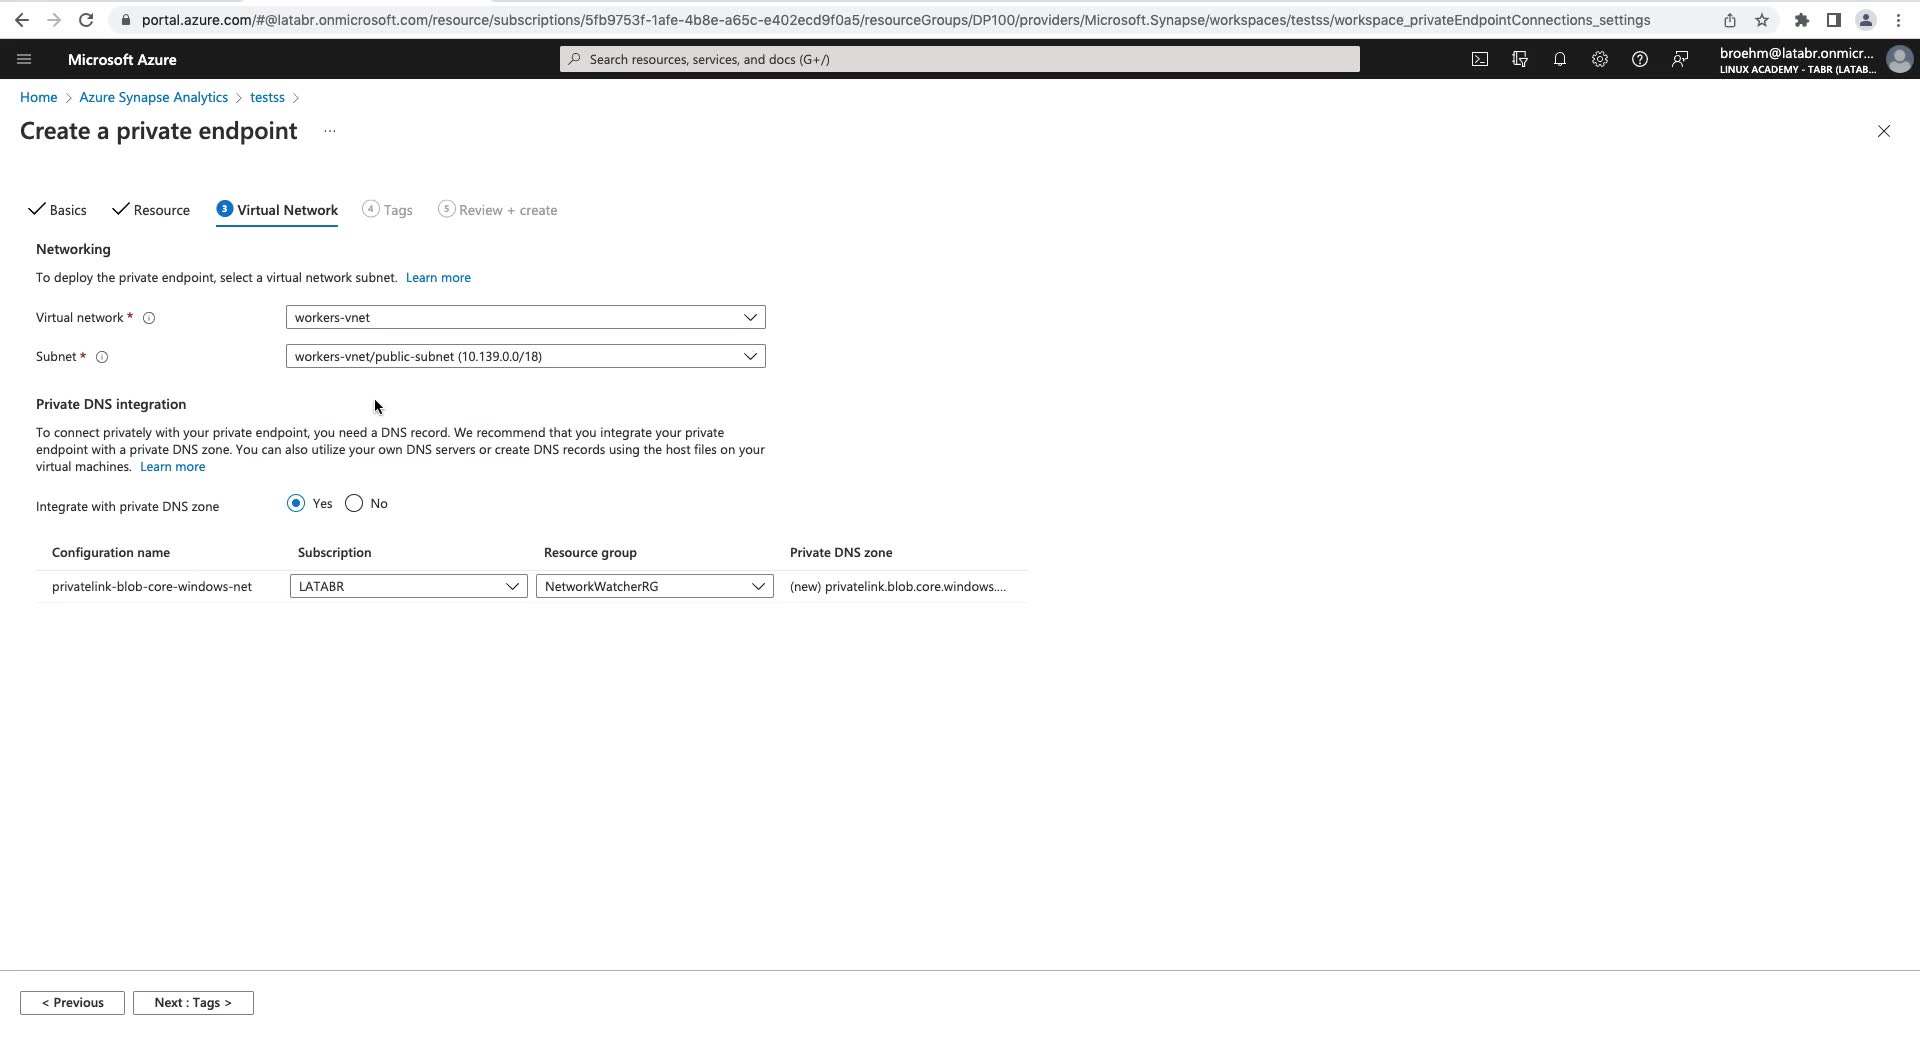 portal.azure.com/#@latabr.onmicrosoft.com/resource/subscriptions/5fb9753f-1afe-4b8e-a65c-e402ecd9f0a5/resourceGroups/DP100/providers/Microsoft.Synapse/workspaces/testss/workspace_privateEndpointConnections_settings
Microsoft Azure
Search resources, services, and docs (G+/)
broehm@latabr.onmicr...
LINUX ACADEMY - TABR (LATAB...
Home > Azure Synapse Analytics > testss >
Create a private endpoint ...
Basics
Resource
3 Virtual Network
4 Tags
5 Review + create
Networking
To deploy the private endpoint, select a virtual network subnet. Learn more
Virtual network *
workers-vnet
Subnet *
workers-vnet/public-subnet (10.139.0.0/18)
Private DNS integration
To connect privately with your private endpoint, you need a DNS record. We recommend that you integrate your private
endpoint with a private DNS zone. You can also utilize your own DNS servers or create DNS records using the host files on your
virtual machines. Learn more
Integrate with private DNS zone
Yes
No
Configuration name Subscription Resource group Private DNS zone
privatelink-blob-core-windows-net LATABR NetworkWatcherRG (new) privatelink.blob.core.windows....
< Previous
Next : Tags >